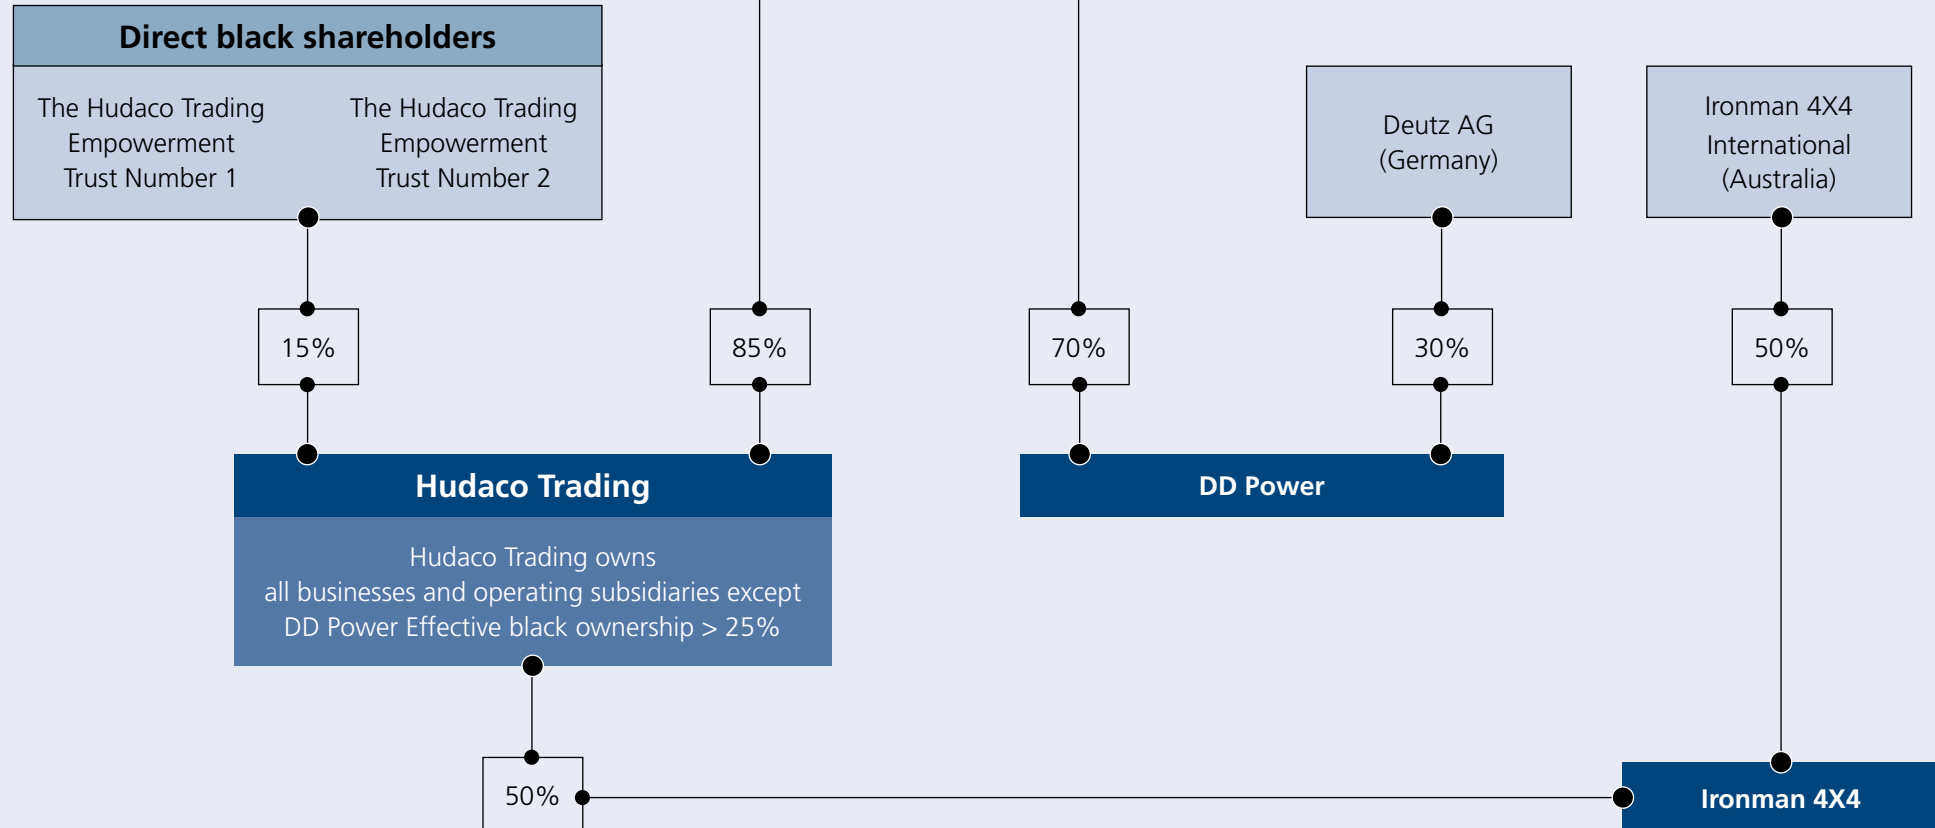 Direct black shareholders
The Hudaco Trading
Empowerment
Trust Number 1
The Hudaco Trading
Empowerment
Trust Number 2
Deutz AG
(Germany)
Ironman 4X4
International
(Australia)
15%
85%
70%
30%
50%
Hudaco Trading
Hudaco Trading owns
all businesses and operating subsidiaries except
DD Power Effective black ownership > 25%
DD Power
50%
Ironman 4X4